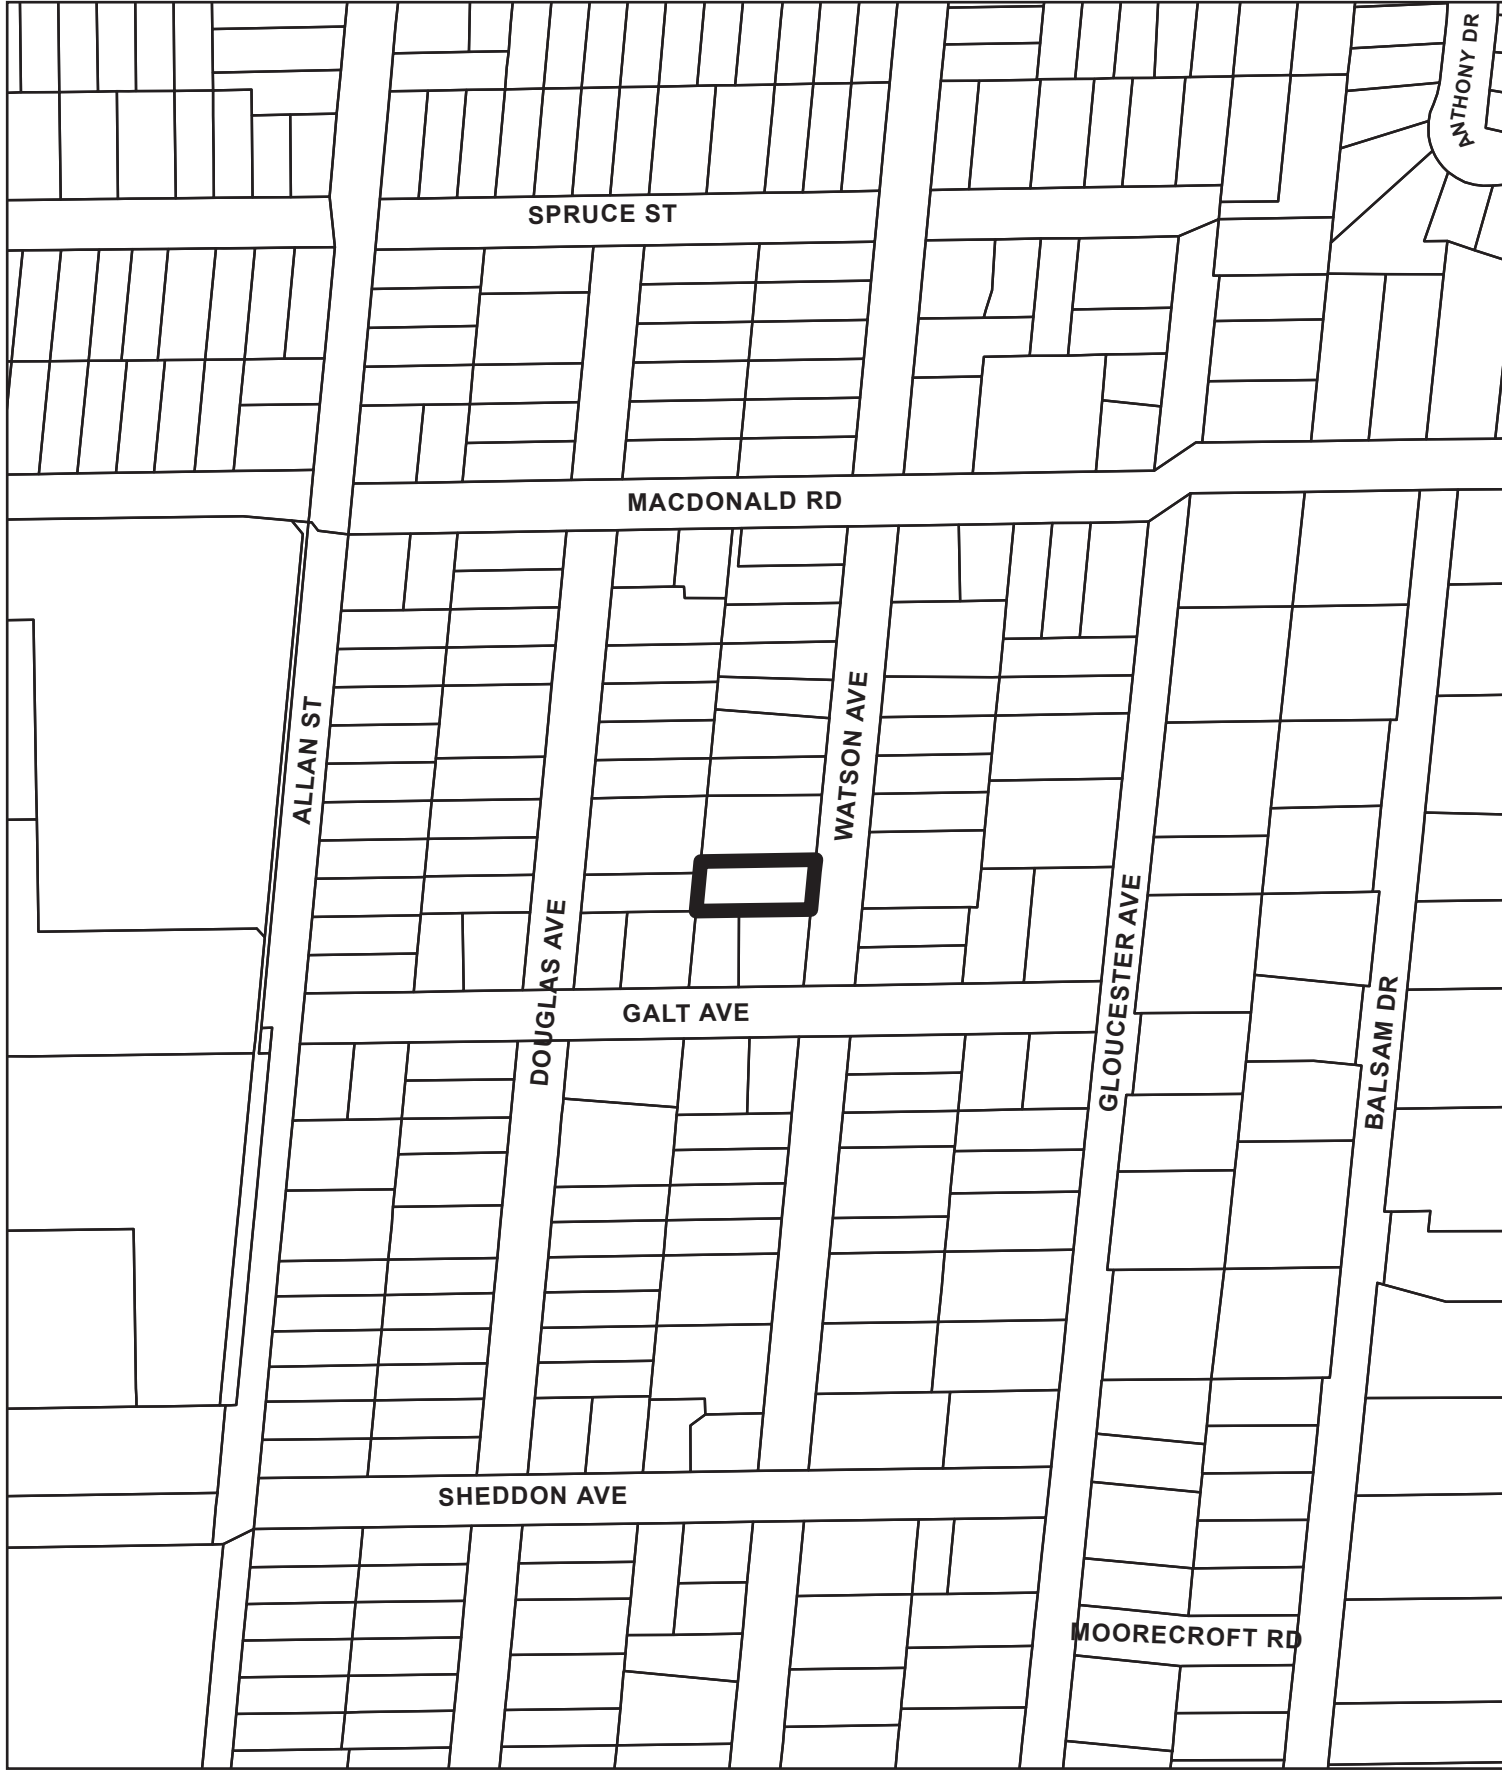 ANTHONY DR
SPRUCE ST
MACDONALD RD
ALLAN ST
WATSON AVE
DOUGLAS AVE
GLOUCESTER AVE
GALT AVE
BALSAM DR
SHEDDON AVE
MOORECROFT RD